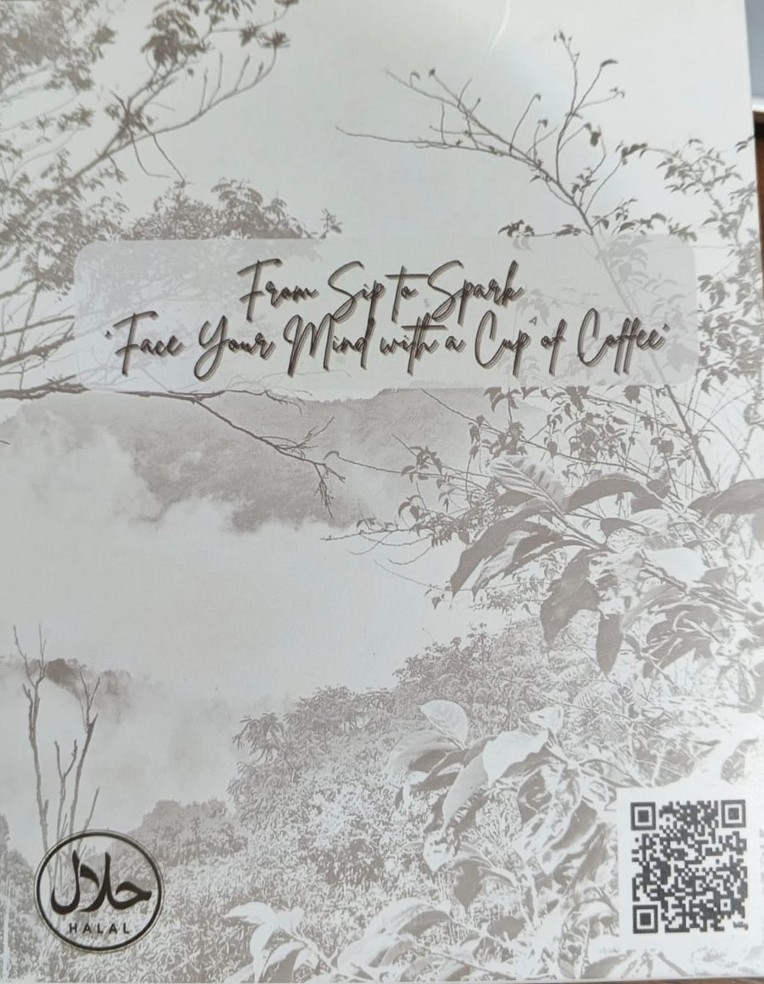 From Sip to Spark
'Face Your Mind with a Cup of Coffee'
حلال
HALAL